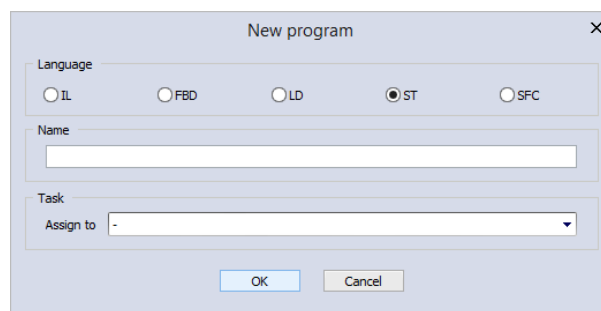 New program
Language
IL FBD LD ST SFC
Name
Task
Assign to -
OK Cancel